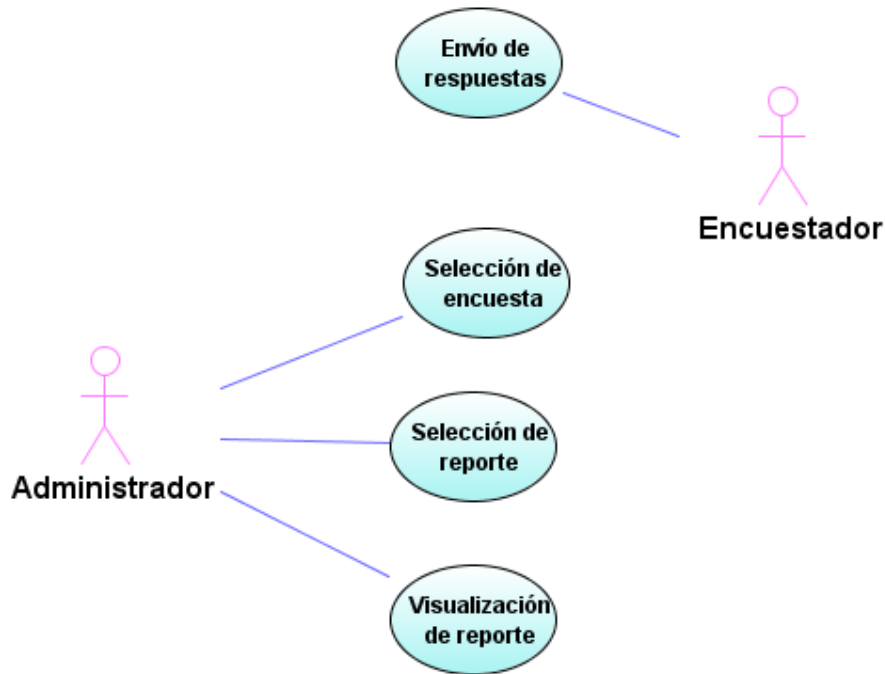 Envío de
respuestas
Encuestador
Selección de
encuesta
Selección de
reporte
Administrador
Visualización
de reporte